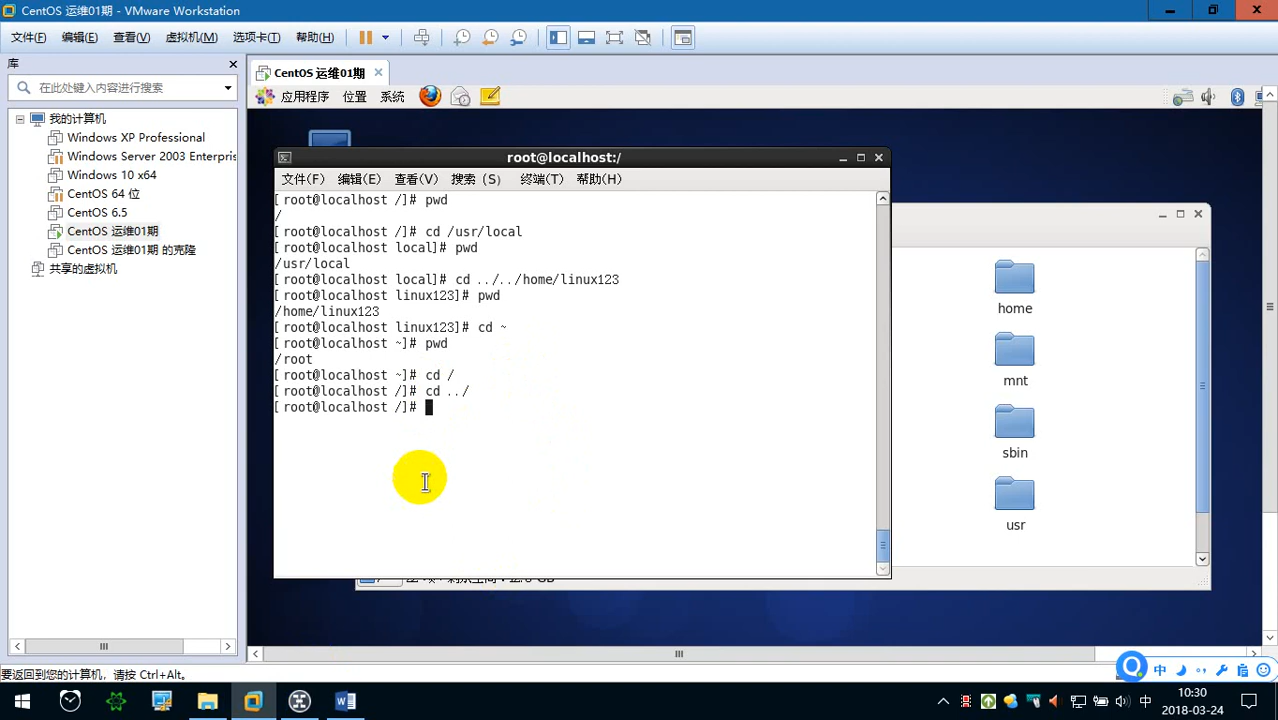 CentOS 运维01期 - VMware Workstation
文件(F) 编辑(E) 查看(V) 虚拟机(M) 选项卡(T) 帮助(H)
库
在此处键入内容进行搜索
我的计算机
Windows XP Professional
Windows Server 2003 Enterpris
Windows 10 x64
CentOS 64 位
CentOS 6.5
CentOS 运维01期
CentOS 运维01期 的克隆
共享的虚拟机
CentOS 运维01期
应用程序 位置 系统
root@localhost:/
文件(F) 编辑(E) 查看(V) 搜索 (S) 终端(T) 帮助(H)
[root@localhost /]# pwd
/
[root@localhost /]# cd /usr/local
[root@localhost local]# pwd
/usr/local
[root@localhost local]# cd ../../home/linux123
[root@localhost linux123]# pwd
/home/linux123
[root@localhost linux123]# cd ~
[root@localhost ~]# pwd
/root
[root@localhost ~]# cd /
[root@localhost /]# cd ../
[root@localhost /]#
home
mnt
sbin
usr
要返回到您的计算机，请按 Ctrl+Alt。
中
中
10:30
2018-03-24